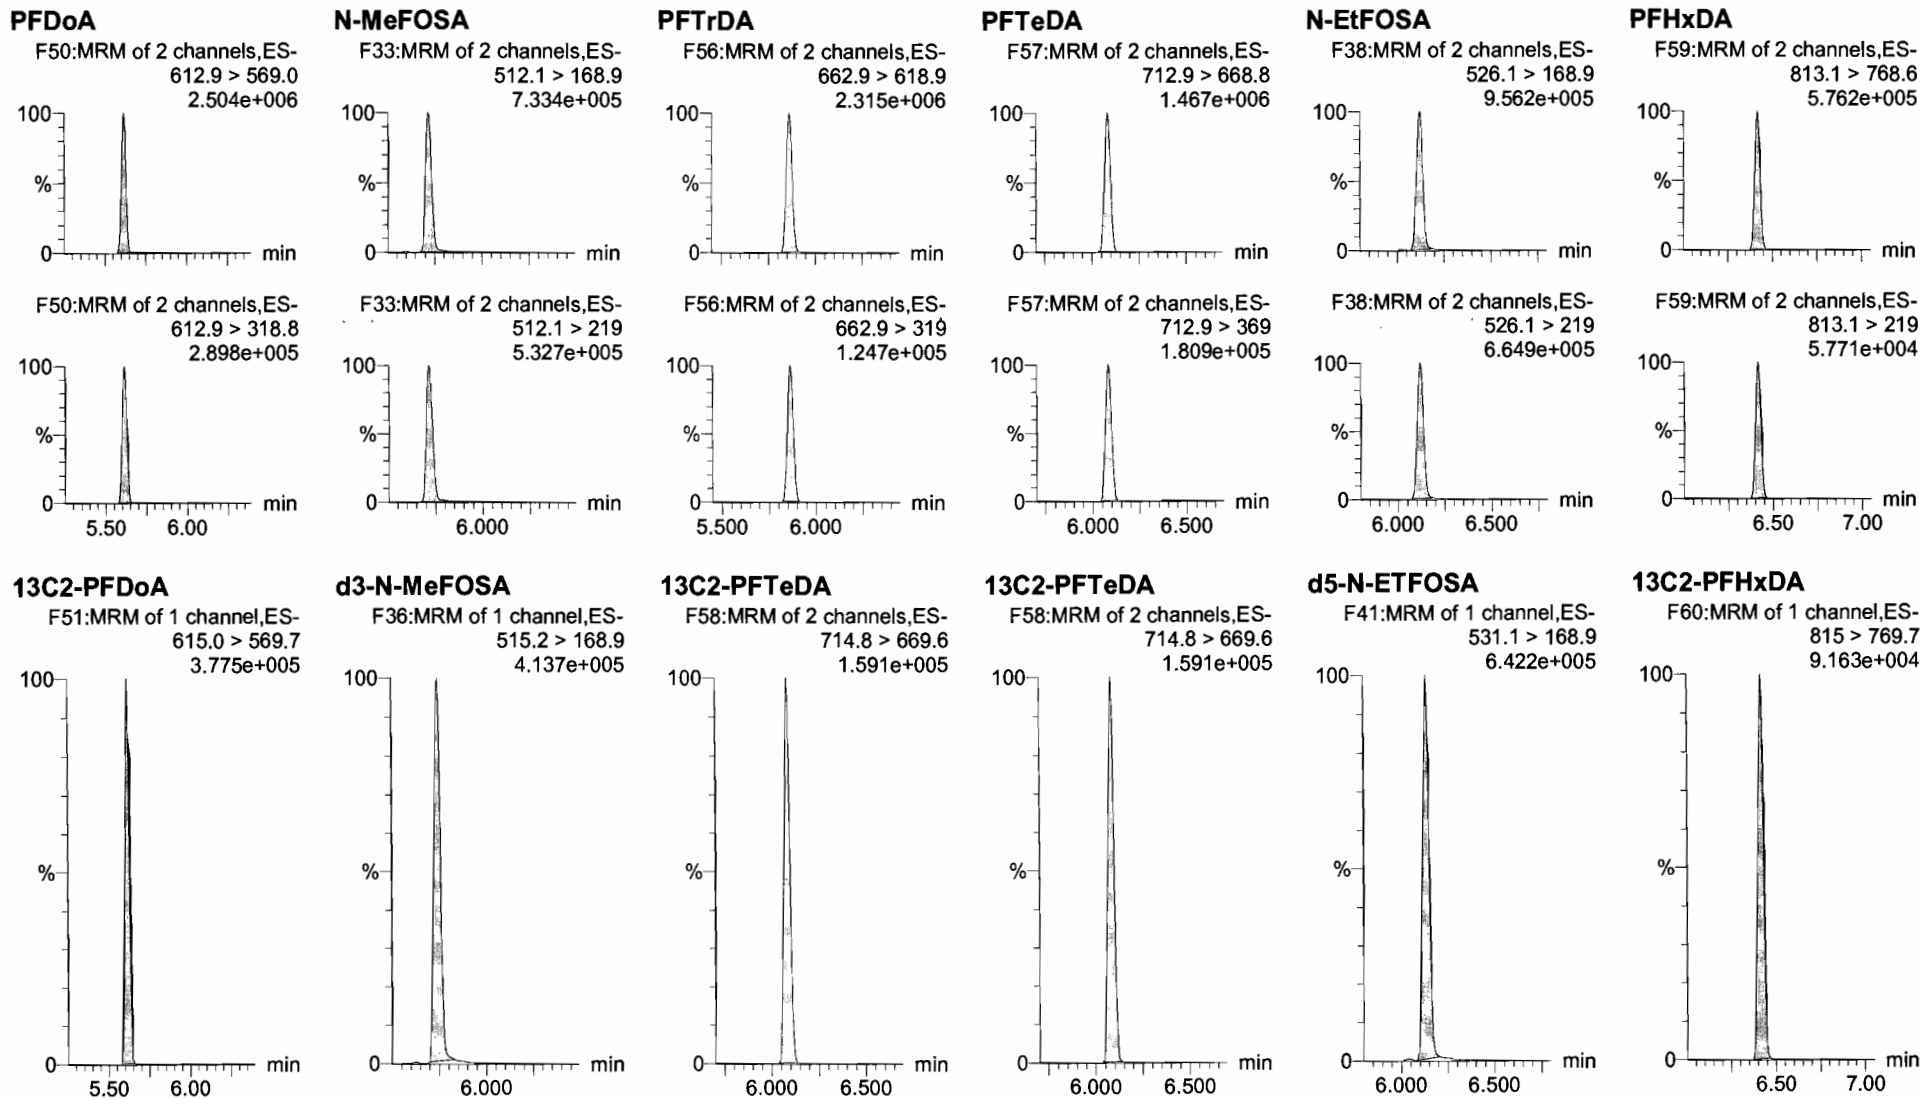 PFDoA
F50:MRM of 2 channels,ES-
612.9 > 569.0
2.504e+006
100
%
0
min
N-MeFOSA
F33:MRM of 2 channels,ES-
512.1 > 168.9
7.334e+005
100
%
0
min
PFTrDA
F56:MRM of 2 channels,ES-
662.9 > 618.9
2.315e+006
100
%
0
min
PFTeDA
F57:MRM of 2 channels,ES-
712.9 > 668.8
1.467e+006
100
%
0
min
N-EtFOSA
F38:MRM of 2 channels,ES-
526.1 > 168.9
9.562e+005
100
%
0
min
PFHxDA
F59:MRM of 2 channels,ES-
813.1 > 768.6
5.762e+005
100
%
0
min
F50:MRM of 2 channels,ES-
612.9 > 318.8
2.898e+005
100
%
0
min
5.50 6.00
F33:MRM of 2 channels,ES-
512.1 > 219
5.327e+005
100
%
0
min
6.000
F56:MRM of 2 channels,ES-
662.9 > 319
1.247e+005
100
%
0
min
5.500 6.000
F57:MRM of 2 channels,ES-
712.9 > 369
1.809e+005
100
%
0
min
6.000 6.500
F38:MRM of 2 channels,ES-
526.1 > 219
6.649e+005
100
%
0
min
6.000 6.500
F59:MRM of 2 channels,ES-
813.1 > 219
5.771e+004
100
%
0
min
6.50 7.00
13C2-PFDoA
F51:MRM of 1 channel,ES-
615.0 > 569.7
3.775e+005
100
%
0
min
5.50 6.00
d3-N-MeFOSA
F36:MRM of 1 channel,ES-
515.2 > 168.9
4.137e+005
100
%
0
min
6.000
13C2-PFTeDA
F58:MRM of 2 channels,ES-
714.8 > 669.6
1.591e+005
100
%
0
min
6.000 6.500
13C2-PFTeDA
F58:MRM of 2 channels,ES-
714.8 > 669.6
1.591e+005
100
%
0
min
6.000 6.500
d5-N-ETFOSA
F41:MRM of 1 channel,ES-
531.1 > 168.9
6.422e+005
100
%
0
min
6.000 6.500
13C2-PFHxDA
F60:MRM of 1 channel,ES-
815 > 769.7
9.163e+004
100
%
0
min
6.50 7.00